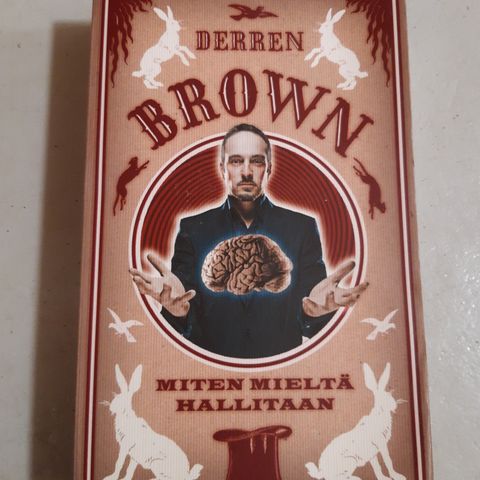 DERREN
BROWN
MITEN MIELTÄ
HALLITAAN